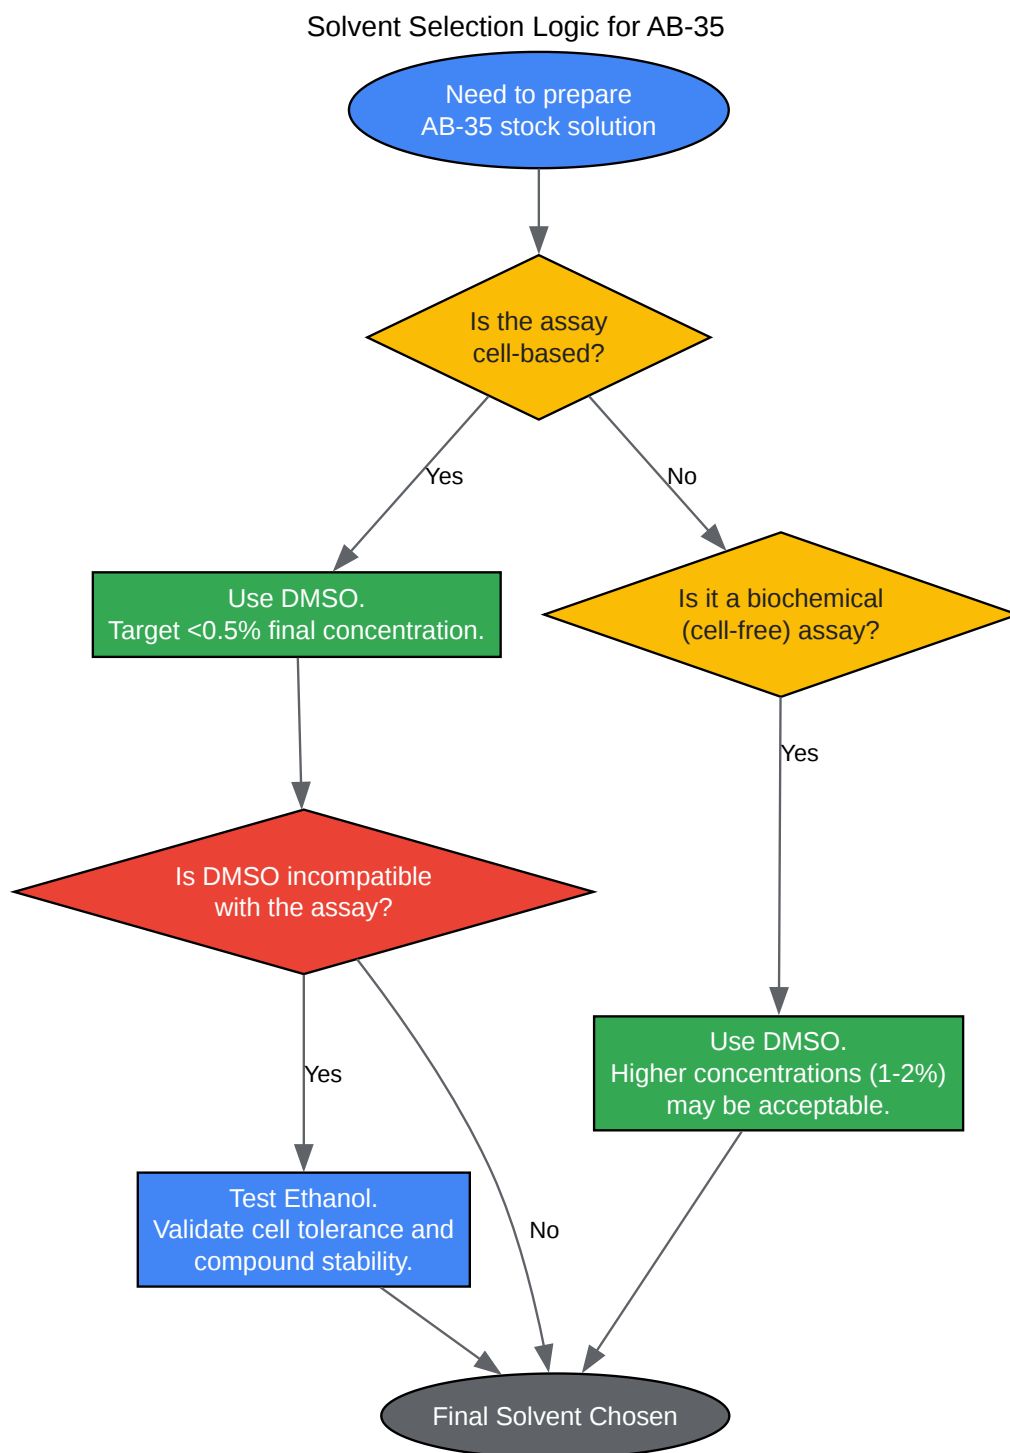 Solvent Selection Logic for AB-35
Need to prepare
AB-35 stock solution
Is the assay
cell-based?
Yes
No
Use DMSO.
Target <0.5% final concentration.
Is it a biochemical
(cell-free) assay?
Yes
Is DMSO incompatible
with the assay?
Use DMSO.
Higher concentrations (1-2%)
may be acceptable.
Yes
Test Ethanol.
Validate cell tolerance and
compound stability.
No
Final Solvent Chosen